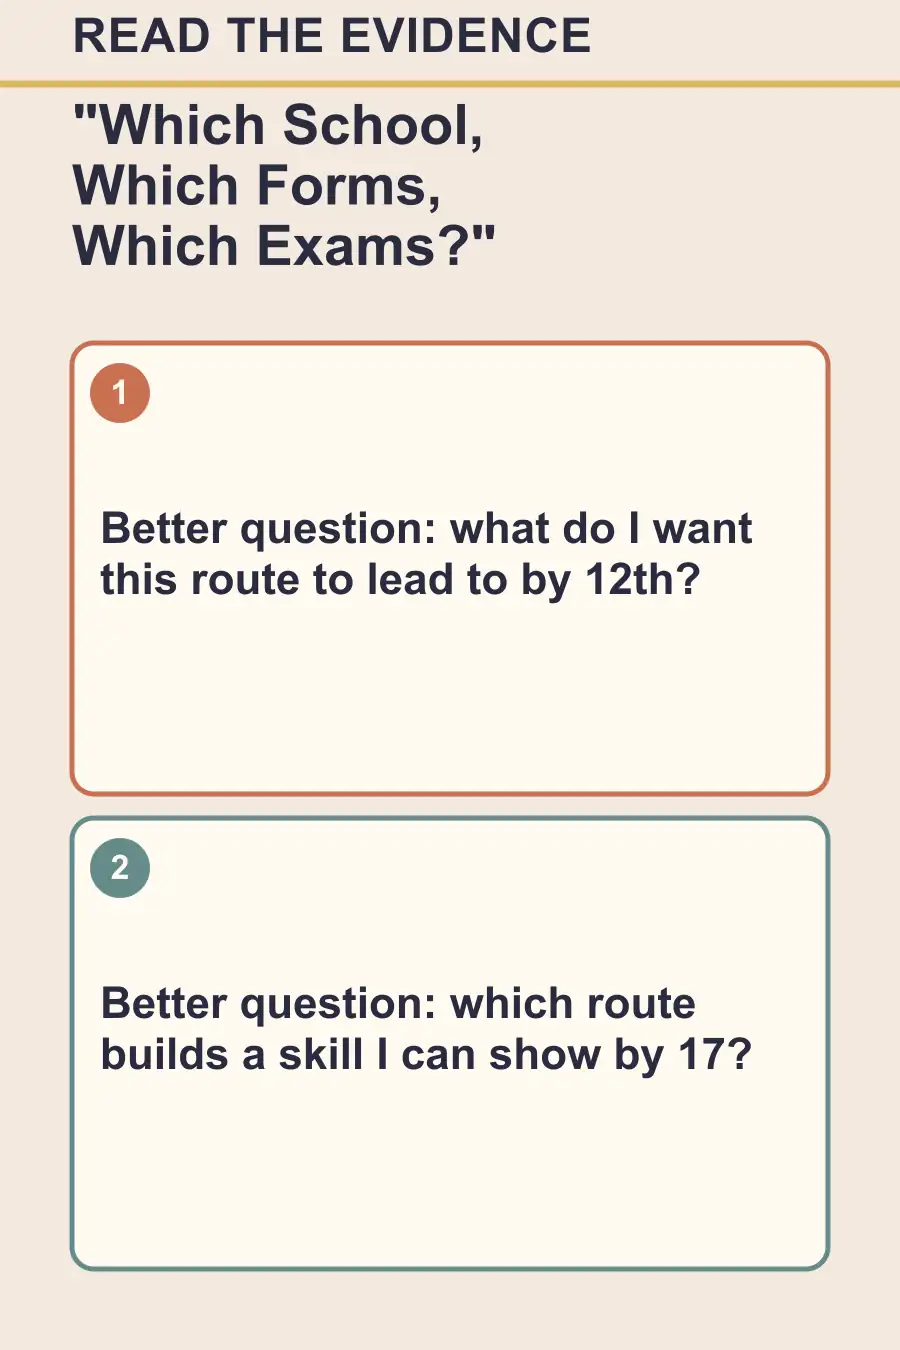 READ THE EVIDENCE
"Which School,
Which Forms,
Which Exams?"
1
Better question: what do I want
this route to lead to by 12th?
2
Better question: which route
builds a skill I can show by 17?